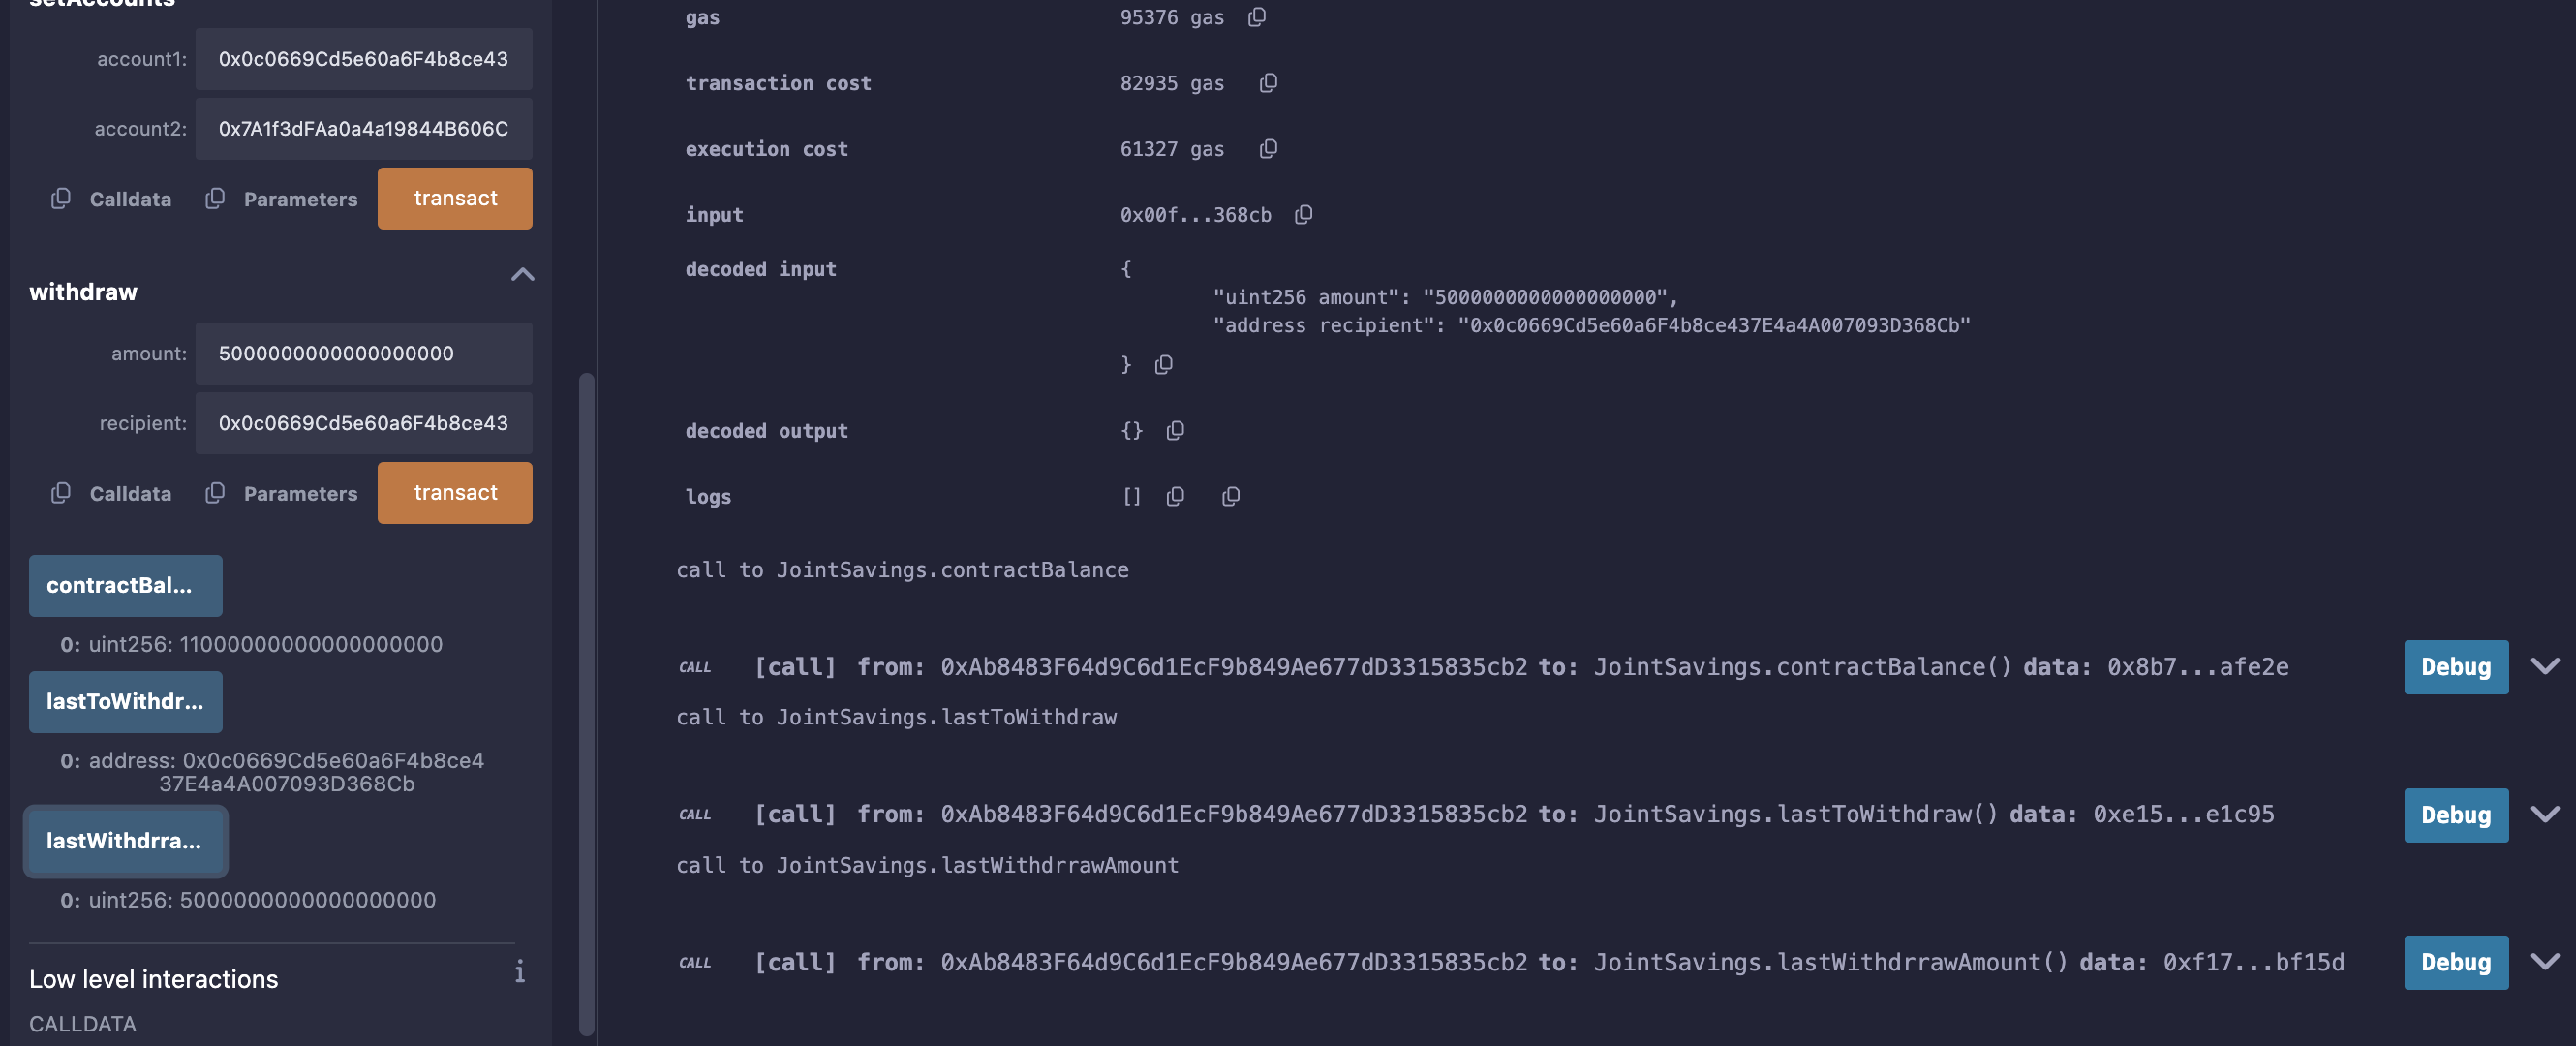 setAccounts
account1: 0x0c0669Cd5e60a6F4b8ce43
account2: 0x7A1f3dFAa0a4a19844B606C
Calldata Parameters transact
withdraw
amount: 5000000000000000000
recipient: 0x0c0669Cd5e60a6F4b8ce43
Calldata Parameters transact
contractBal...
0: uint256: 11000000000000000000
lastToWithdr...
0: address: 0x0c0669Cd5e60a6F4b8ce4
37E4a4A007093D368Cb
lastWithdrra...
0: uint256: 5000000000000000000
Low level interactions i
CALLDATA
gas 95376 gas
transaction cost 82935 gas
execution cost 61327 gas
input 0x00f...368cb
decoded input {
"uint256 amount": "5000000000000000000",
"address recipient": "0x0c0669Cd5e60a6F4b8ce437E4a4A007093D368Cb"
}
decoded output {}
logs []
call to JointSavings.contractBalance
CALL [call] from: 0xAb8483F64d9C6d1EcF9b849Ae677dD3315835cb2 to: JointSavings.contractBalance() data: 0x8b7...afe2e Debug
call to JointSavings.lastToWithdraw
CALL [call] from: 0xAb8483F64d9C6d1EcF9b849Ae677dD3315835cb2 to: JointSavings.lastToWithdraw() data: 0xe15...e1c95 Debug
call to JointSavings.lastWithdrrawAmount
CALL [call] from: 0xAb8483F64d9C6d1EcF9b849Ae677dD3315835cb2 to: JointSavings.lastWithdrrawAmount() data: 0xf17...bf15d Debug